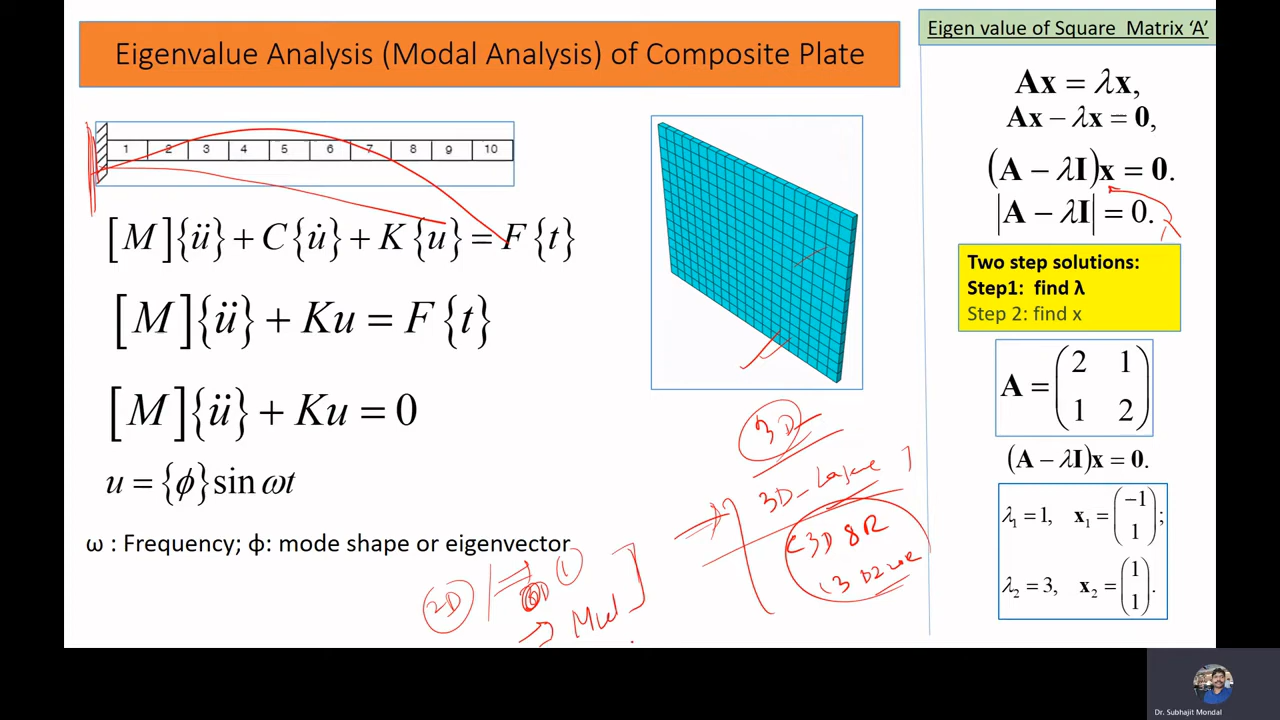 Eigenvalue Analysis (Modal Analysis) of Composite Plate
1 2 3 4 5 6 7 8 9 10
[M]{ü} + C{u̇} + K{u} = F{t}
[M]{ü} + Ku = F{t}
[M]{ü} + Ku = 0
u = {ϕ}sin ωt
ω : Frequency; ϕ: mode shape or eigenvector
2D
1
3D
3D
C3D8R
Eigen value of Square Matrix ‘A’
Ax = λx,
Ax − λx = 0,
(A − λI)x = 0.
|A − λI| = 0.
Two step solutions:
Step1: find λ
Step 2: find x
A = (2 1
1 2)
(A − λI)x = 0.
λ₁ = 1, x₁ = (−1
1);
λ₂ = 3, x₂ = (1
1).
Dr. Subhajit Mondal